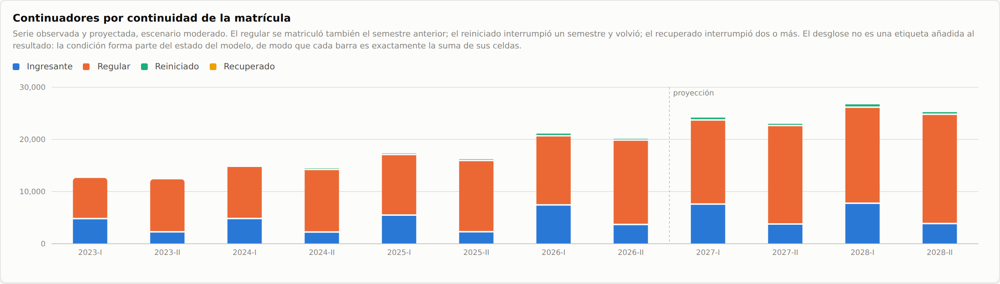 Continuadores por continuidad de la matrícula
Serie observada y proyectada, escenario moderado. El regular se matriculó también el semestre anterior; el reiniciado interrumpió un semestre y volvió; el recuperado interrumpió dos o más. El desglose no es una etiqueta añadida al
resultado: la condición forma parte del estado del modelo, de modo que cada barra es exactamente la suma de sus celdas.
Ingresante Regular Reiniciado Recuperado
30,000
proyección
20,000
10,000
0
2023-I 2023-II 2024-I 2024-II 2025-I 2025-II 2026-I 2026-II 2027-I 2027-II 2028-I 2028-II